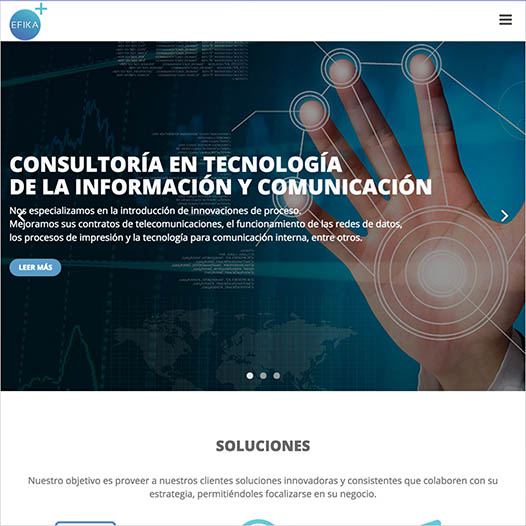 EFIKA
CONSULTORÍA EN TECNOLOGÍA
DE LA INFORMACIÓN Y COMUNICACIÓN
Nos especializamos en la introducción de innovaciones de proceso.
Mejoramos sus contratos de telecomunicaciones, el funcionamiento de las redes de datos,
los procesos de impresión y la tecnología para comunicación interna, entre otros.
LEER MÁS
SOLUCIONES
Nuestro objetivo es proveer a nuestros clientes soluciones innovadoras y consistentes que colaboren con su
estrategia, permitiéndoles focalizarse en su negocio.